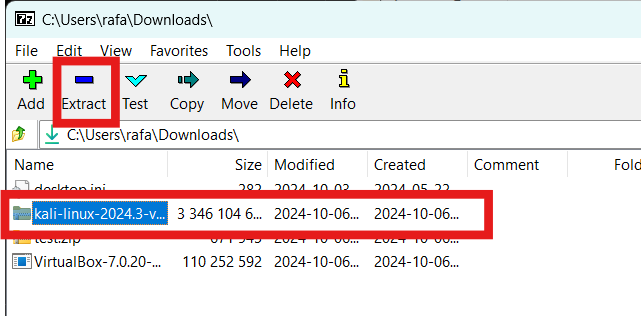 7z C:\Users\rafa\Downloads\
File Edit View Favorites Tools Help
Add Extract Test Copy Move Delete Info
C:\Users\rafa\Downloads\
Name Size Modified Created Comment Fold
desktop.ini 282 2024-10-03 2024-05-22
kali-linux-2024.3-v... 3 346 104 6... 2024-10-06... 2024-10-06...
test.zip 671 945 2024-10-06... 2024-10-06...
VirtualBox-7.0.20-... 110 252 592 2024-10-06... 2024-10-06...